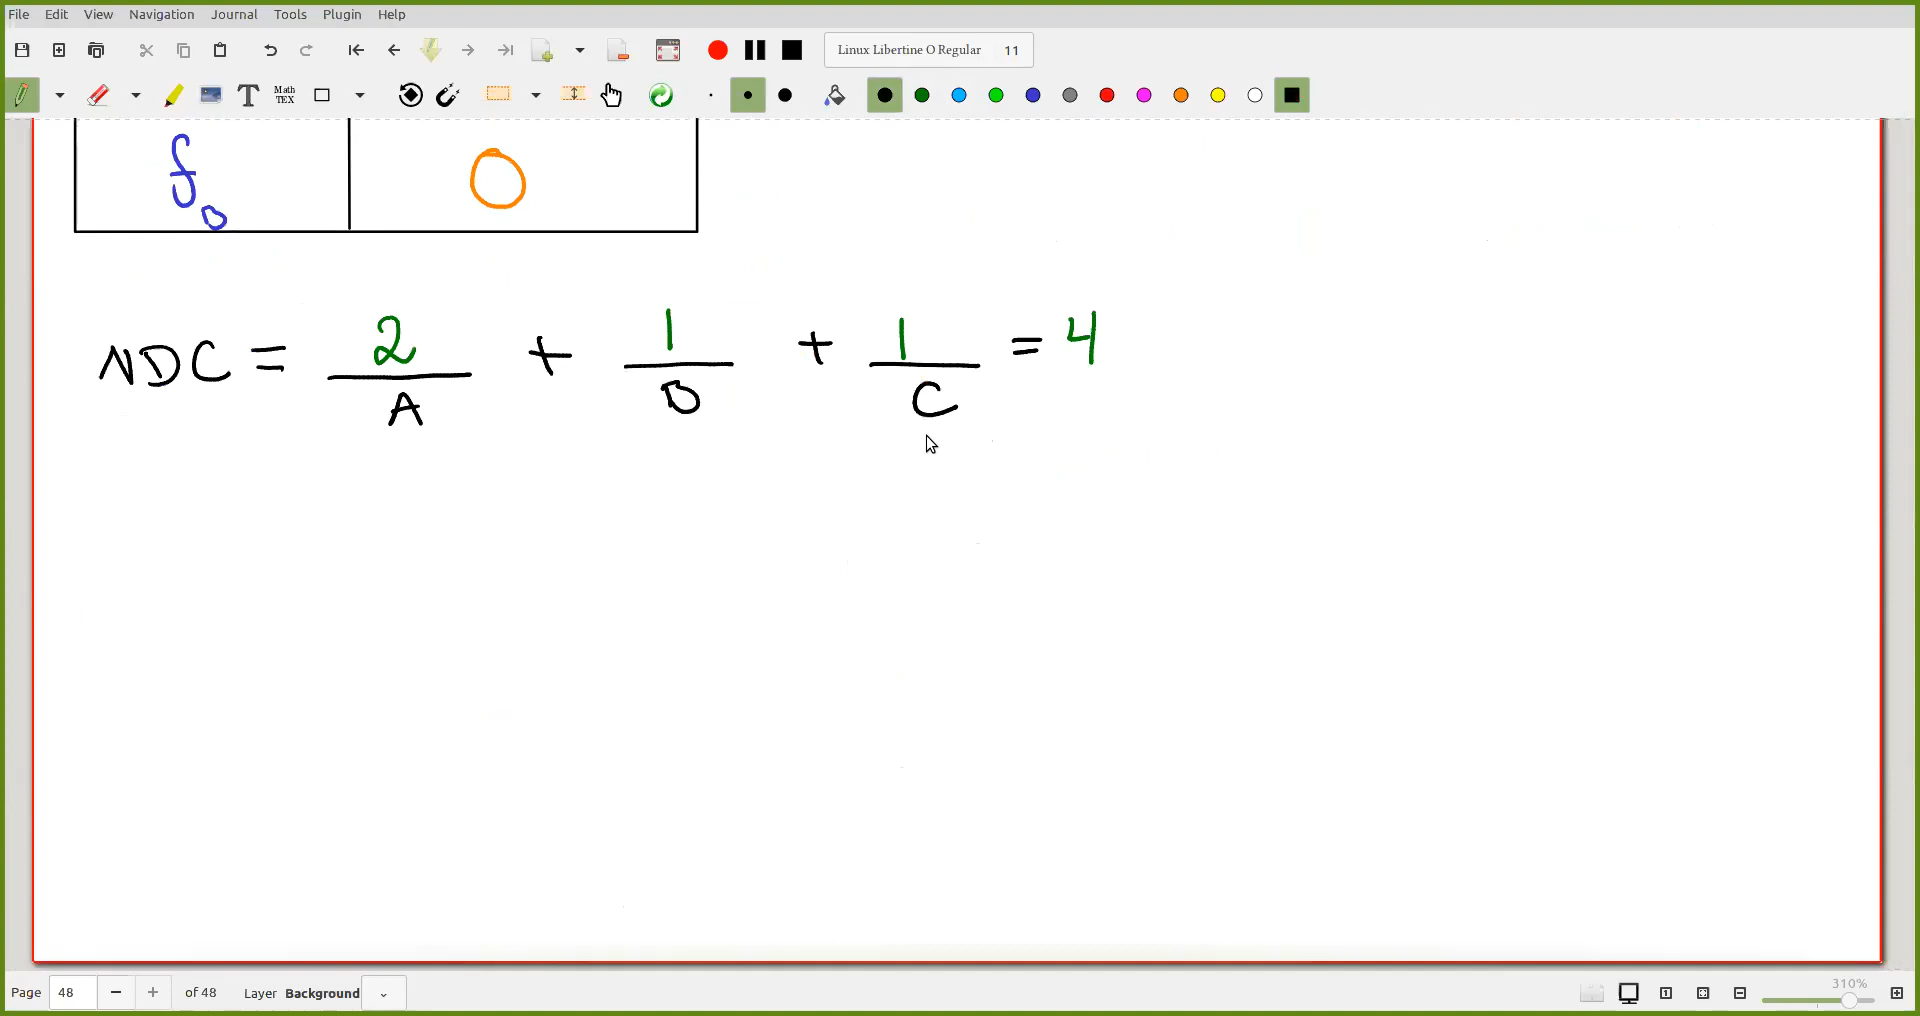 File Edit View Navigation Journal Tools Plugin Help
Linux Libertine O Regular 11
T Math TEX
f₀ O
NDC = 2/A + 1/D + 1/C = 4
310%
Page 48 of 48 Layer Background